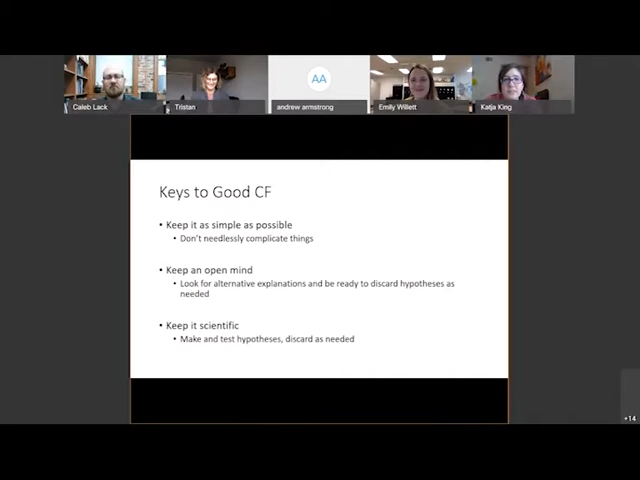 AA
Caleb Lack
Tristan
andrew armstrong
Emily Willett
Katja King
Keys to Good CF
• Keep it as simple as possible
• Don't needlessly complicate things
• Keep an open mind
• Look for alternative explanations and be ready to discard hypotheses as
needed
• Keep it scientific
• Make and test hypotheses, discard as needed
+14